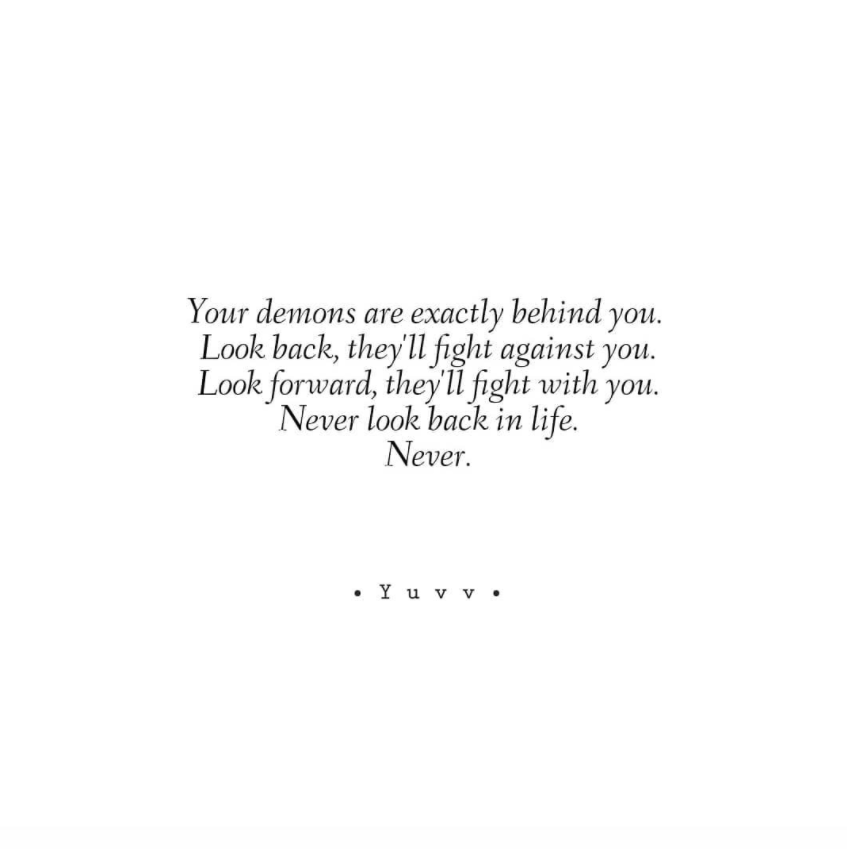 Your demons are exactly behind you.
Look back, they'll fight against you.
Look forward, they'll fight with you.
Never look back in life.
Never.
• Y u v v •